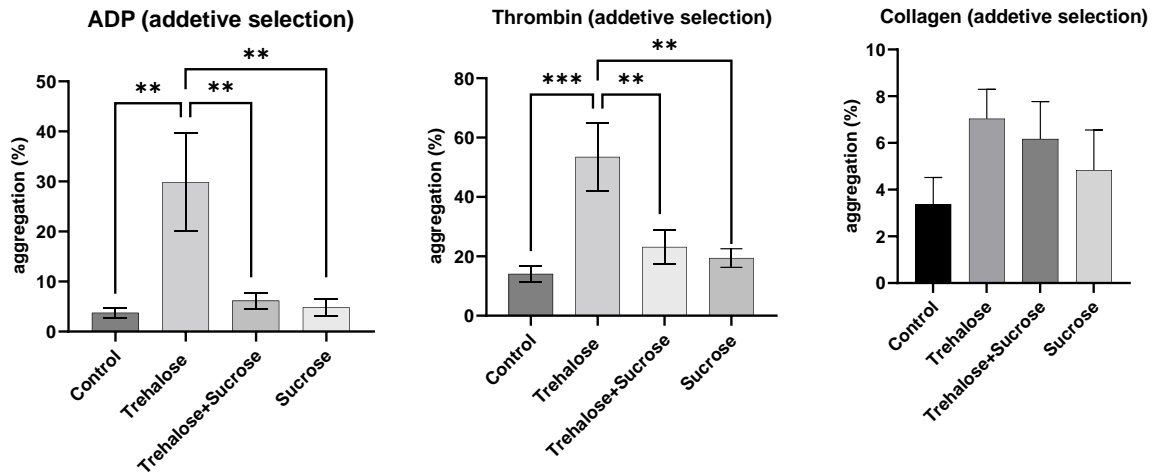 ADP (addetive selection)
aggregation (%)
50
40
30
20
10
0
**
**
**
Control
Trehalose
Trehalose+Sucrose
Sucrose
Thrombin (addetive selection)
aggregation (%)
80
60
40
20
0
**
***
**
Control
Trehalose
Trehalose+Sucrose
Sucrose
Collagen (addetive selection)
aggregation (%)
10
8
6
4
2
0
Control
Trehalose
Trehalose+Sucrose
Sucrose